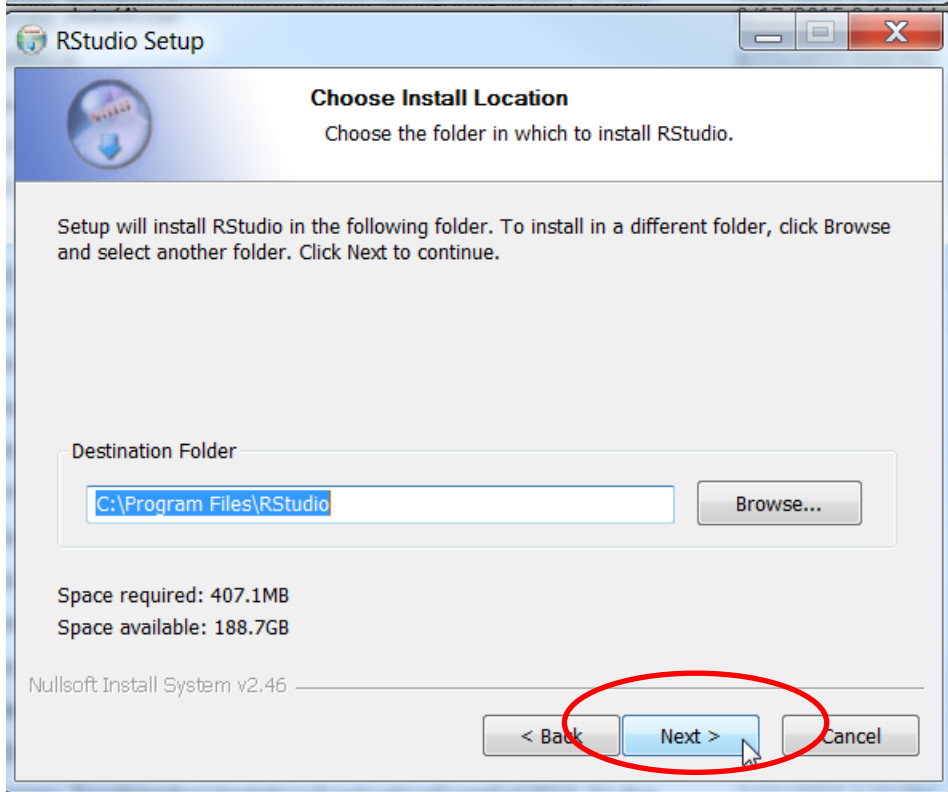 RStudio Setup
Choose Install Location
Choose the folder in which to install RStudio.
Setup will install RStudio in the following folder. To install in a different folder, click Browse
and select another folder. Click Next to continue.
Destination Folder
C:\Program Files\RStudio
Browse...
Space required: 407.1MB
Space available: 188.7GB
Nullsoft Install System v2.46
< Back
Next >
Cancel